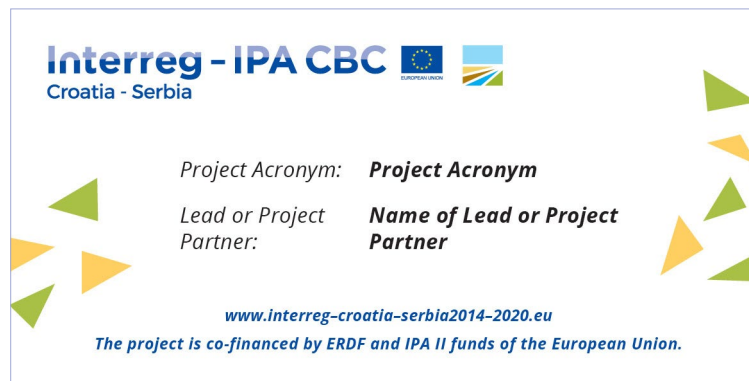 Interreg - IPA CBC
EUROPEAN UNION
Croatia - Serbia
Project Acronym: Project Acronym
Lead or Project Name of Lead or Project
Partner: Partner
www.interreg–croatia–serbia2014–2020.eu
The project is co-financed by ERDF and IPA II funds of the European Union.